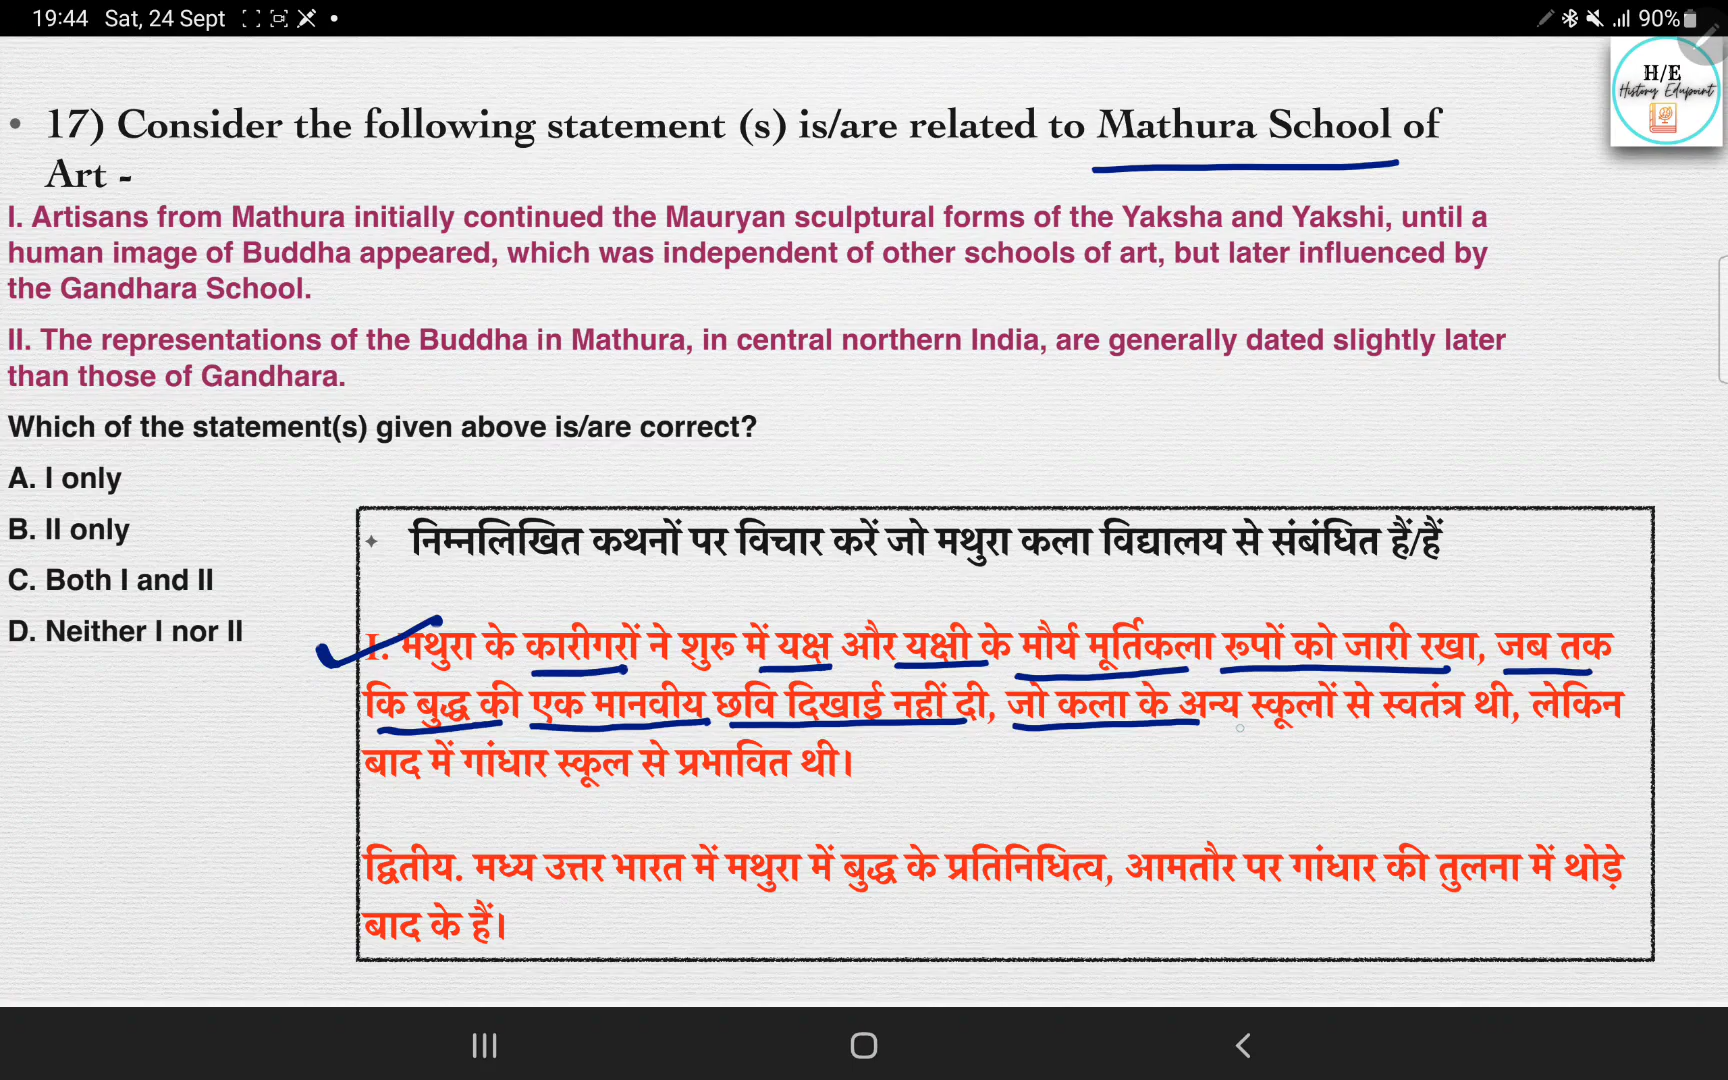 19:44 Sat, 24 Sept
90%
H/E
History Edupoint
• 17) Consider the following statement (s) is/are related to Mathura School of
Art -
I. Artisans from Mathura initially continued the Mauryan sculptural forms of the Yaksha and Yakshi, until a
human image of Buddha appeared, which was independent of other schools of art, but later influenced by
the Gandhara School.
II. The representations of the Buddha in Mathura, in central northern India, are generally dated slightly later
than those of Gandhara.
Which of the statement(s) given above is/are correct?
A. I only
B. II only
C. Both I and II
D. Neither I nor II
निम्नलिखित कथनों पर विचार करें जो मथुरा कला विद्यालय से संबंधित हैं/हैं
I. मथुरा के कारीगरों ने शुरू में यक्ष और यक्षी के मौर्य मूर्तिकला रूपों को जारी रखा, जब तक
कि बुद्ध की एक मानवीय छवि दिखाई नहीं दी, जो कला के अन्य स्कूलों से स्वतंत्र थी, लेकिन
बाद में गांधार स्कूल से प्रभावित थी।
द्वितीय. मध्य उत्तर भारत में मथुरा में बुद्ध के प्रतिनिधित्व, आमतौर पर गांधार की तुलना में थोड़े
बाद के हैं।